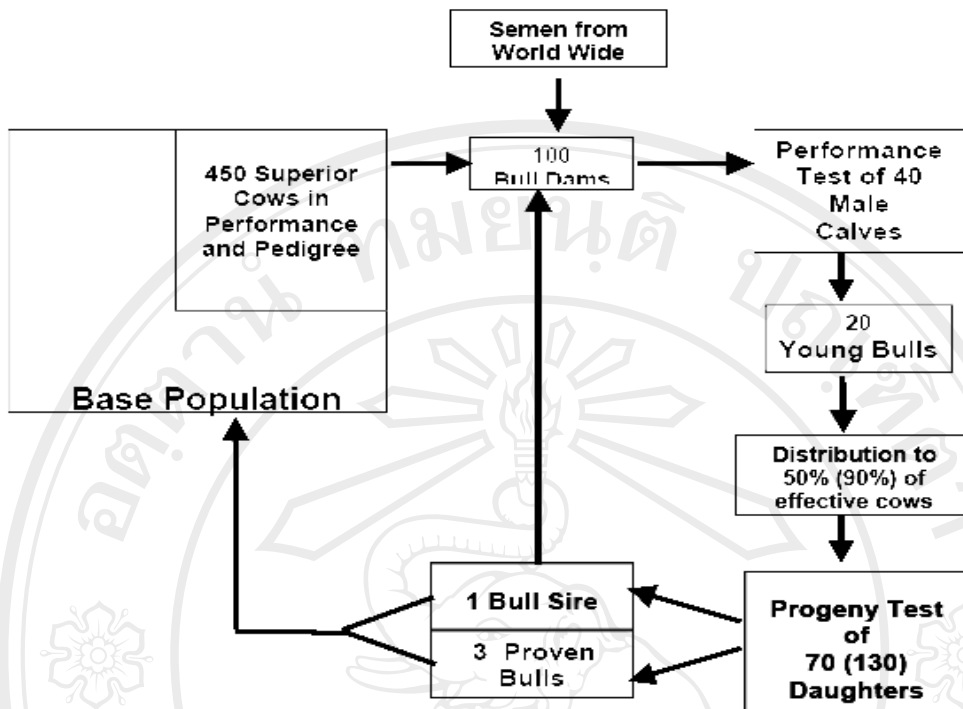 Semen from
World Wide
450 Superior
Cows in
Performance
and Pedigree
Base Population
100
Bull Dams
Performance
Test of 40
Male
Calves
20
Young Bulls
Distribution to
50% (90%) of
effective cows
Progeny Test
of
70 (130)
Daughters
1 Bull Sire
3 Proven
Bulls